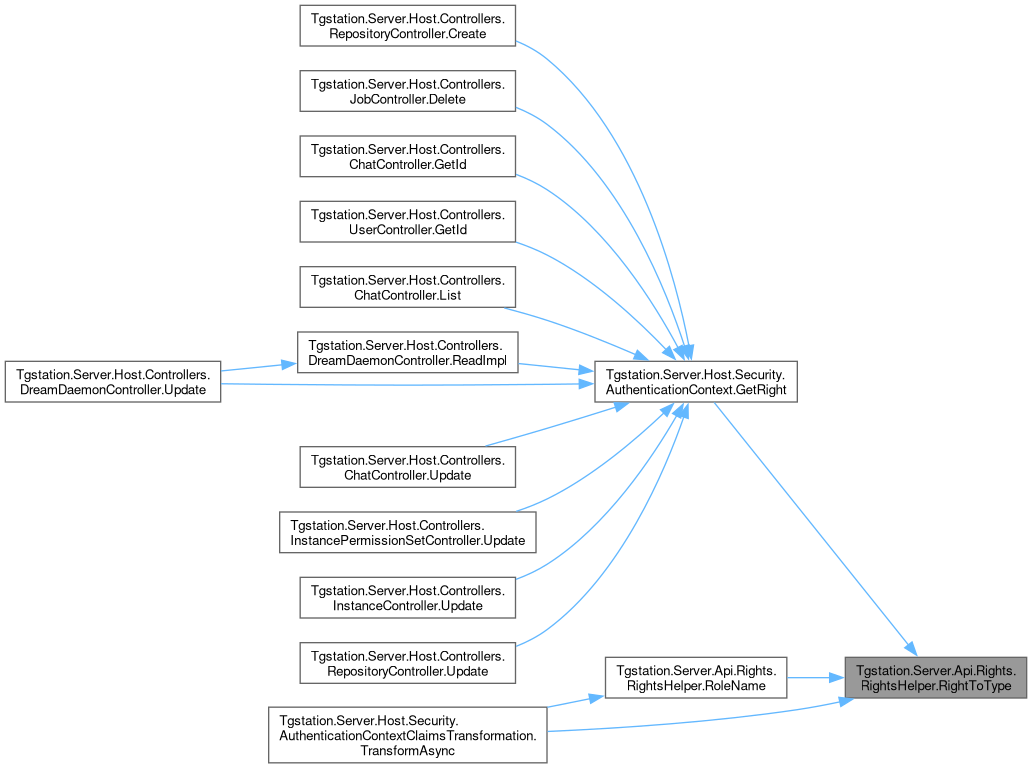 Tgstation.Server.Host.Controllers.
RepositoryController.Create
Tgstation.Server.Host.Controllers.
JobController.Delete
Tgstation.Server.Host.Controllers.
ChatController.GetId
Tgstation.Server.Host.Controllers.
UserController.GetId
Tgstation.Server.Host.Controllers.
ChatController.List
Tgstation.Server.Host.Controllers.
DreamDaemonController.ReadImpl
Tgstation.Server.Host.Controllers.
DreamDaemonController.Update
Tgstation.Server.Host.Security.
AuthenticationContext.GetRight
Tgstation.Server.Host.Controllers.
ChatController.Update
Tgstation.Server.Host.Controllers.
InstancePermissionSetController.Update
Tgstation.Server.Host.Controllers.
InstanceController.Update
Tgstation.Server.Host.Controllers.
RepositoryController.Update
Tgstation.Server.Api.Rights.
RightsHelper.RoleName
Tgstation.Server.Api.Rights.
RightsHelper.RightToType
Tgstation.Server.Host.Security.
AuthenticationContextClaimsTransformation.
TransformAsync